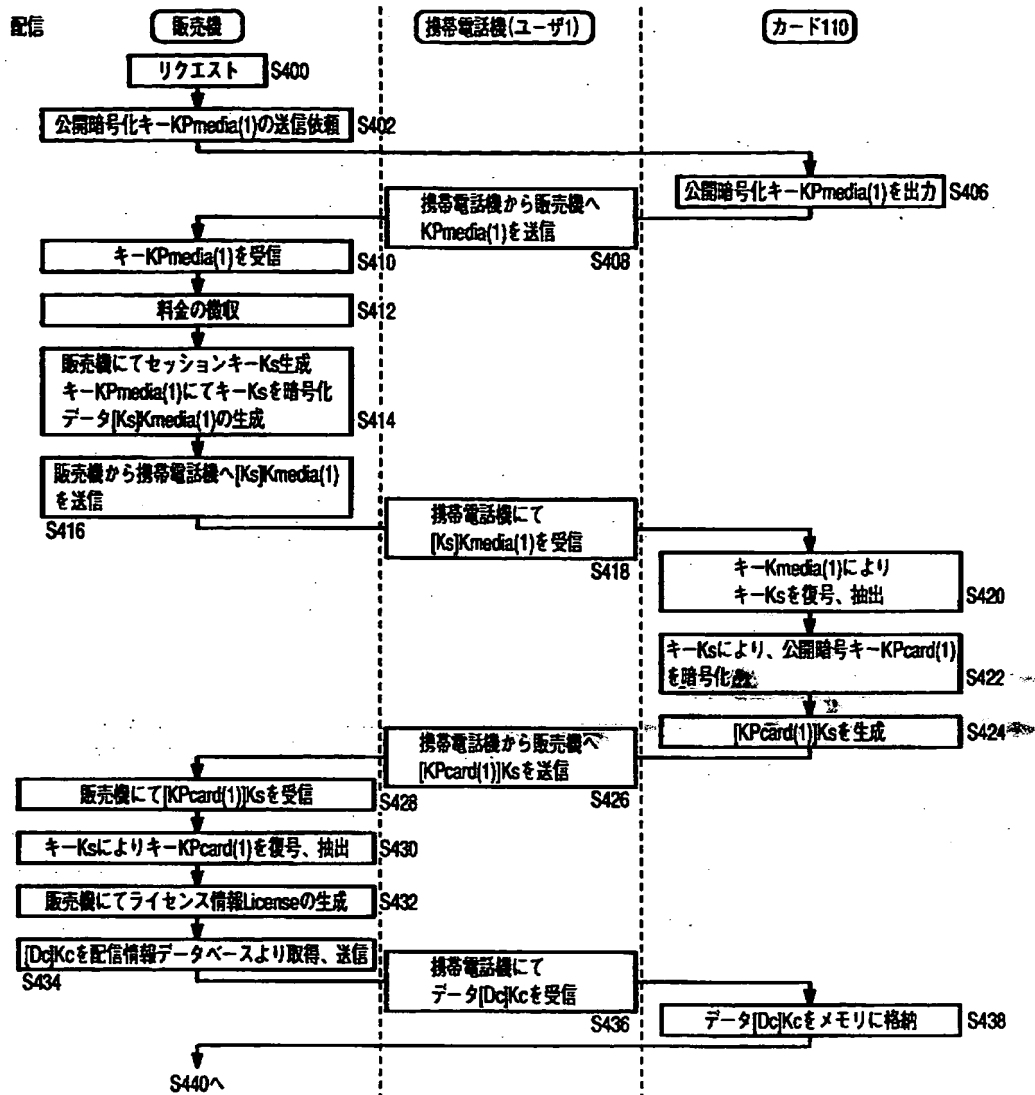 配信
販売機
携帯電話機(ユーザ1)
カード110
リクエスト
S400
公開暗号化キーKPmedia(1)の送信依頼
S402
公開暗号化キーKPmedia(1)を出力
S406
携帯電話機から販売機へ
KPmedia(1)を送信
S408
キーKPmedia(1)を受信
S410
料金の徴収
S412
販売機にてセッションキーKs生成
キーKPmedia(1)にてキーKsを暗号化
データ[Ks]Kmedia(1)の生成
S414
販売機から携帯電話機へ[Ks]Kmedia(1)
を送信
S416
携帯電話機にて
[Ks]Kmedia(1)を受信
S418
キーKmedia(1)により
キーKsを復号、抽出
S420
キーKsにより、公開暗号キーKPcard(1)
を暗号化
S422
[KPcard(1)]Ksを生成
S424
携帯電話機から販売機へ
[KPcard(1)]Ksを送信
S426
販売機にて[KPcard(1)]Ksを受信
S428
キーKsによりキーKPcard(1)を復号、抽出
S430
販売機にてライセンス情報Licenseの生成
S432
[Dc]Kcを配信情報データベースより取得、送信
S434
携帯電話機にて
データ[Dc]Kcを受信
S436
データ[Dc]Kcをメモリに格納
S438
S440へ